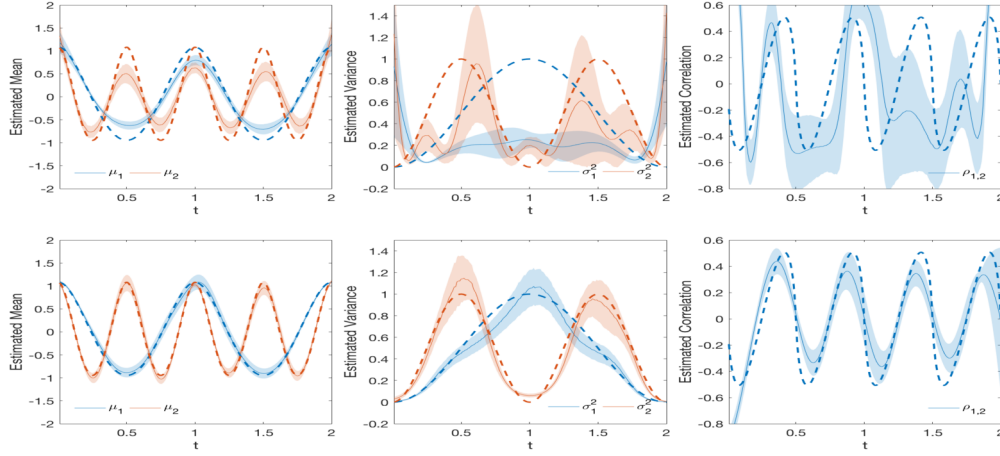 Estimated Mean
2
1.5
1
0.5
0
-0.5
-1
-1.5
-2
μ1 μ2
0.5 1 1.5 2
t
Estimated Variance
1.4
1.2
1
0.8
0.6
0.4
0.2
0
-0.2
σ²1 σ²2
0.5 1 1.5 2
t
Estimated Correlation
0.6
0.4
0.2
0
-0.2
-0.4
-0.6
-0.8
ρ1,2
0.5 1 1.5 2
t
Estimated Mean
2
1.5
1
0.5
0
-0.5
-1
-1.5
-2
μ1 μ2
0.5 1 1.5 2
t
Estimated Variance
1.4
1.2
1
0.8
0.6
0.4
0.2
0
-0.2
σ²1 σ²2
0.5 1 1.5 2
t
Estimated Correlation
0.6
0.4
0.2
0
-0.2
-0.4
-0.6
-0.8
ρ1,2
0.5 1 1.5 2
t